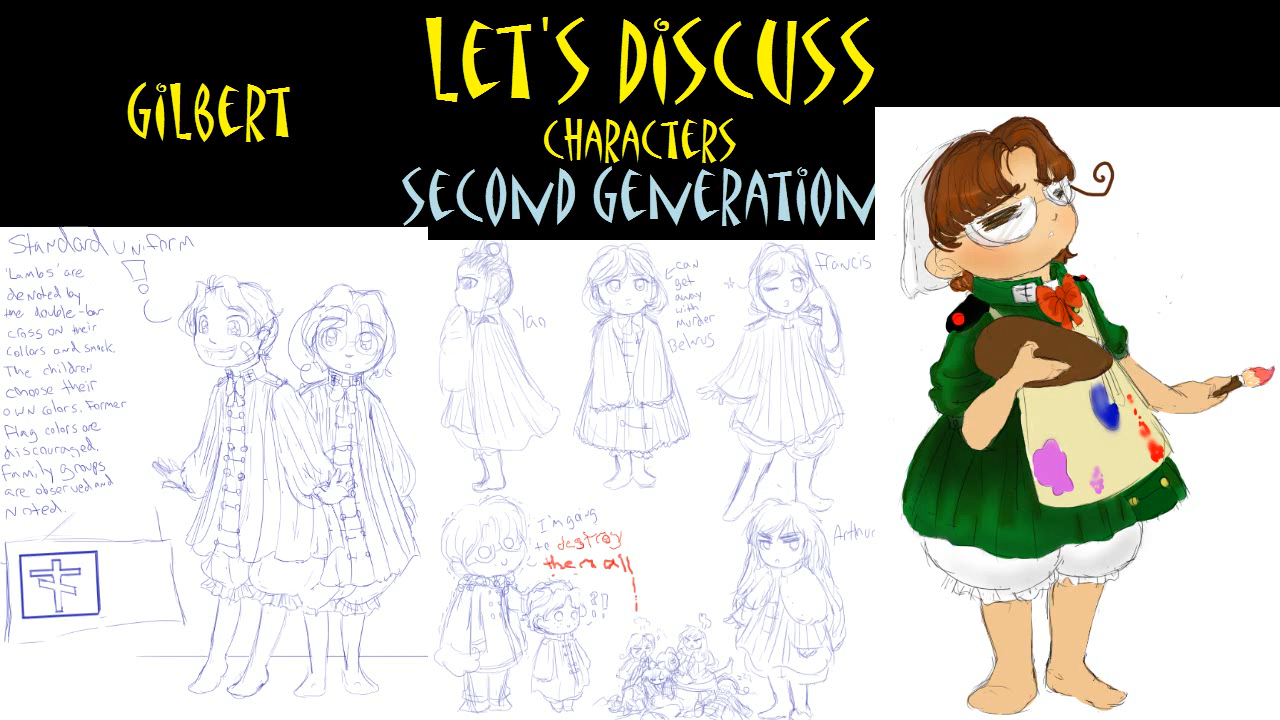 GILBERT
LET'S DISCUSS
CHARACTERS
SECOND GENERATION
Standard uniform
'Lambs' are
denoted by
the double-bar
cross on their
collars and smock.
The children
choose their
own colors. Former
flag colors are
discouraged.
Family groups
are observed and
Noted.
Yao
can
get
away
with
Murder
Belarus
Francis
I'm going
to destroy
them all
?!
Arthur